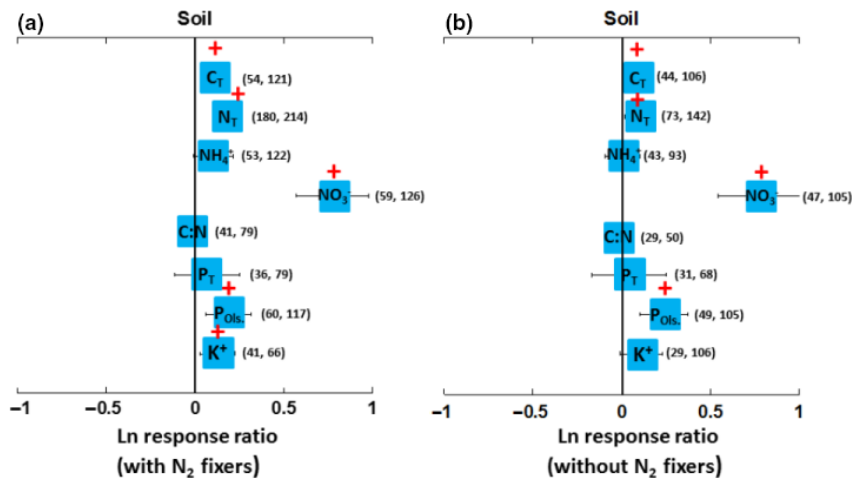 (a) Soil
C_T (54, 121)
N_T (180, 214)
NH₄⁺ (53, 122)
NO₃⁻ (59, 126)
C:N (41, 79)
P_T (36, 79)
P_Ols. (60, 117)
K⁺ (41, 66)
−1 −0.5 0 0.5 1
Ln response ratio
(with N₂ fixers)
(b) Soil
C_T (44, 106)
N_T (73, 142)
NH₄⁺ (43, 93)
NO₃⁻ (47, 105)
C:N (29, 50)
P_T (31, 68)
P_Ols. (49, 105)
K⁺ (29, 106)
−1 −0.5 0 0.5 1
Ln response ratio
(without N₂ fixers)